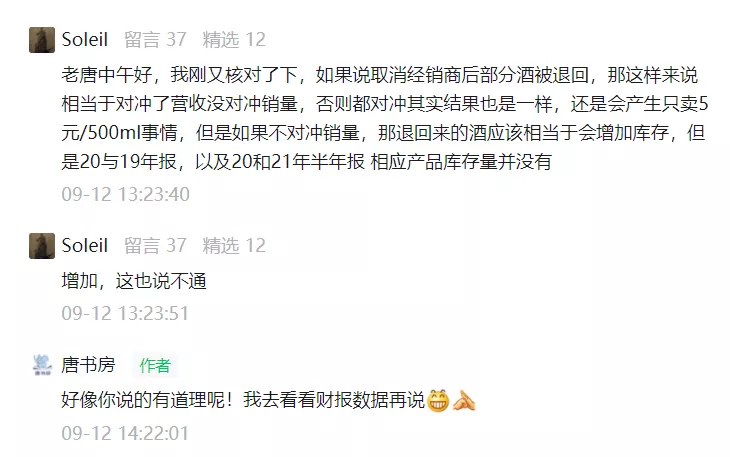 Soleil 留言 37 精选 12
老唐中午好，我刚又核对了下，如果说取消经销商后部分酒被退回，那这样来说
相当于对冲了营收没对冲销量，否则都对冲其实结果也是一样，还是会产生只卖5
元/500ml事情，但是如果不对冲销量，那退回来的酒应该相当于会增加库存，但
是20与19年报，以及20和21年半年报 相应产品库存量并没有
09-12 13:23:40
Soleil 留言 37 精选 12
增加，这也说不通
09-12 13:23:51
唐书房 作者
好像你说的有道理呢！我去看看财报数据再说😁🙏
09-12 14:22:01